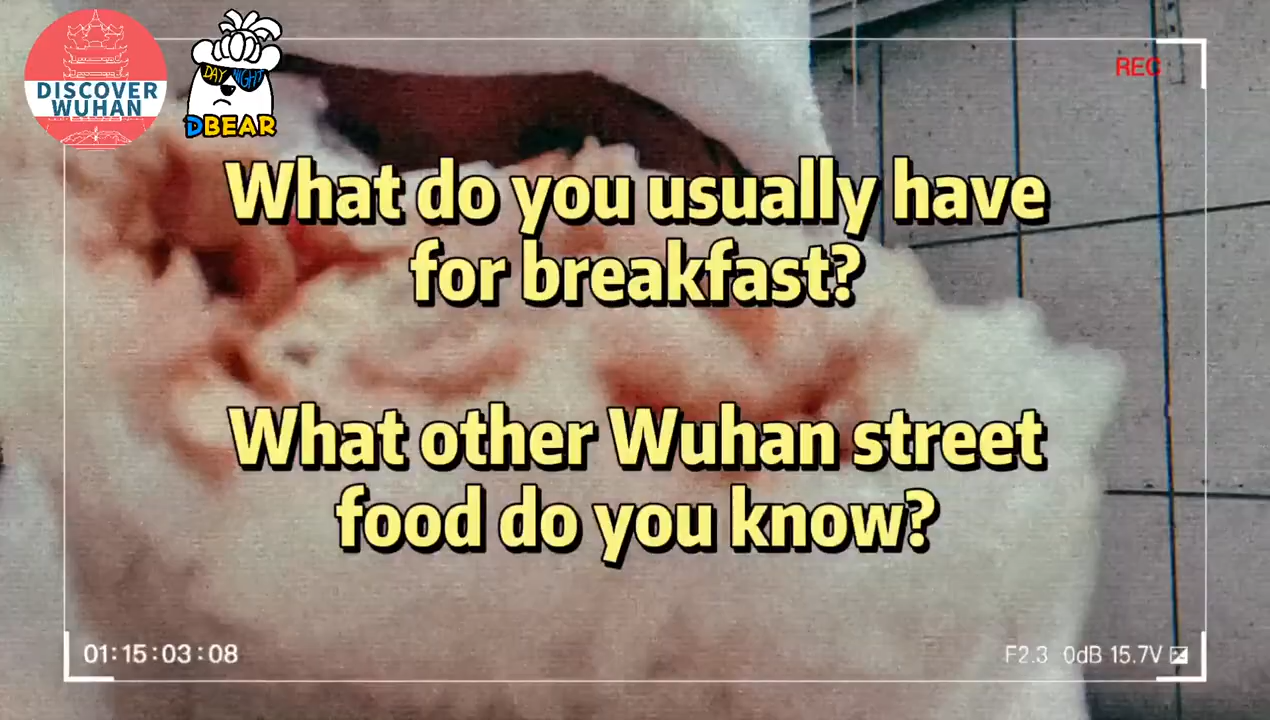 DISCOVER
WUHAN
DAY NIGHT
DBEAR
REC
What do you usually have
for breakfast?
What other Wuhan street
food do you know?
01:15:03:08
F2.3 0dB 15.7V